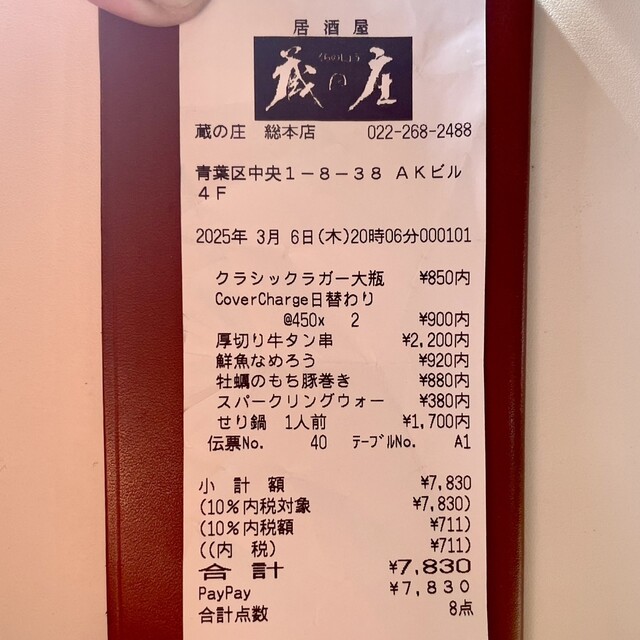 居酒屋
くらのしょう
蔵の庄
蔵の庄 総本店 022-268-2488
青葉区中央1-8-38 AKビル
4F
2025年 3月 6日(木)20時06分000101
クラシックラガー大瓶 ¥850内
CoverCharge日替わり
@450x 2 ¥900内
厚切り牛タン串 ¥2,200内
鮮魚なめろう ¥920内
牡蠣のもち豚巻き ¥880内
スパークリングウォー ¥380内
せり鍋 1人前 ¥1,700内
伝票No. 40 テーブルNo. A1
小計額 ¥7,830
(10%内税対象 ¥7,830)
(10%内税額 ¥711)
((内 税) ¥711)
合計 ¥7,830
PayPay ¥7,830
合計点数 8点